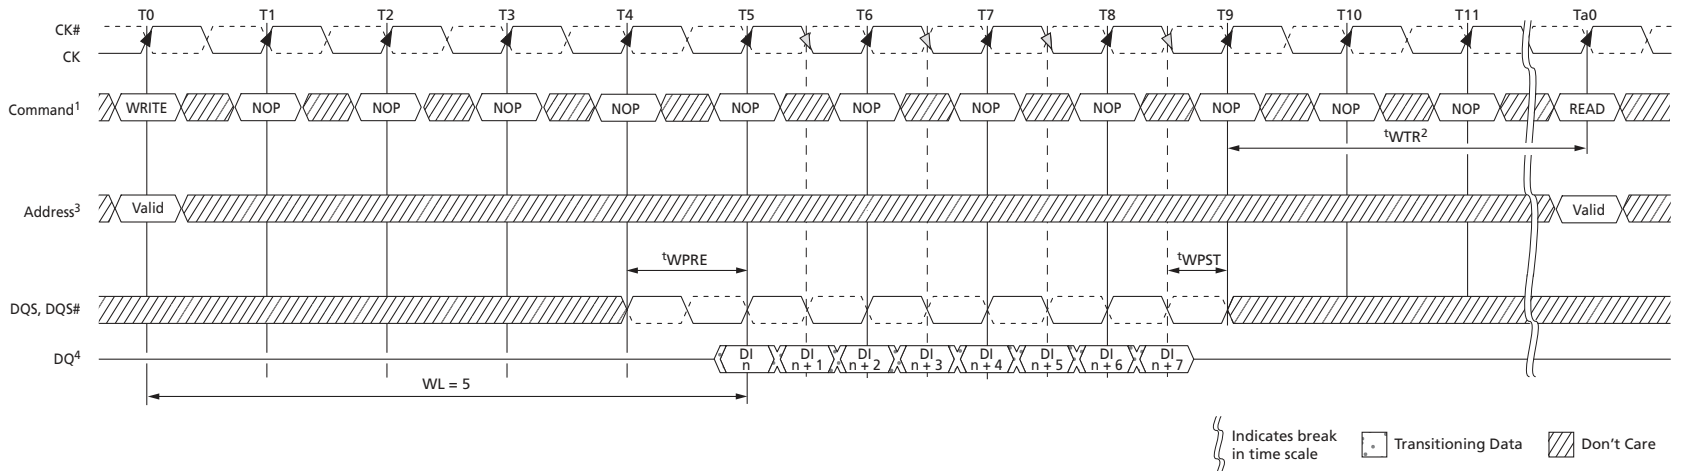 T0 T1 T2 T3 T4 T5 T6 T7 T8 T9 T10 T11 Ta0
CK#
CK
Command¹ WRITE NOP NOP NOP NOP NOP NOP NOP NOP NOP NOP NOP READ
tWTR²
Address³ Valid Valid
tWPRE tWPST
DQS, DQS#
DQ⁴ DI n DI n + 1 DI n + 2 DI n + 3 DI n + 4 DI n + 5 DI n + 6 DI n + 7
WL = 5
Indicates break
in time scale
Transitioning Data
Don't Care